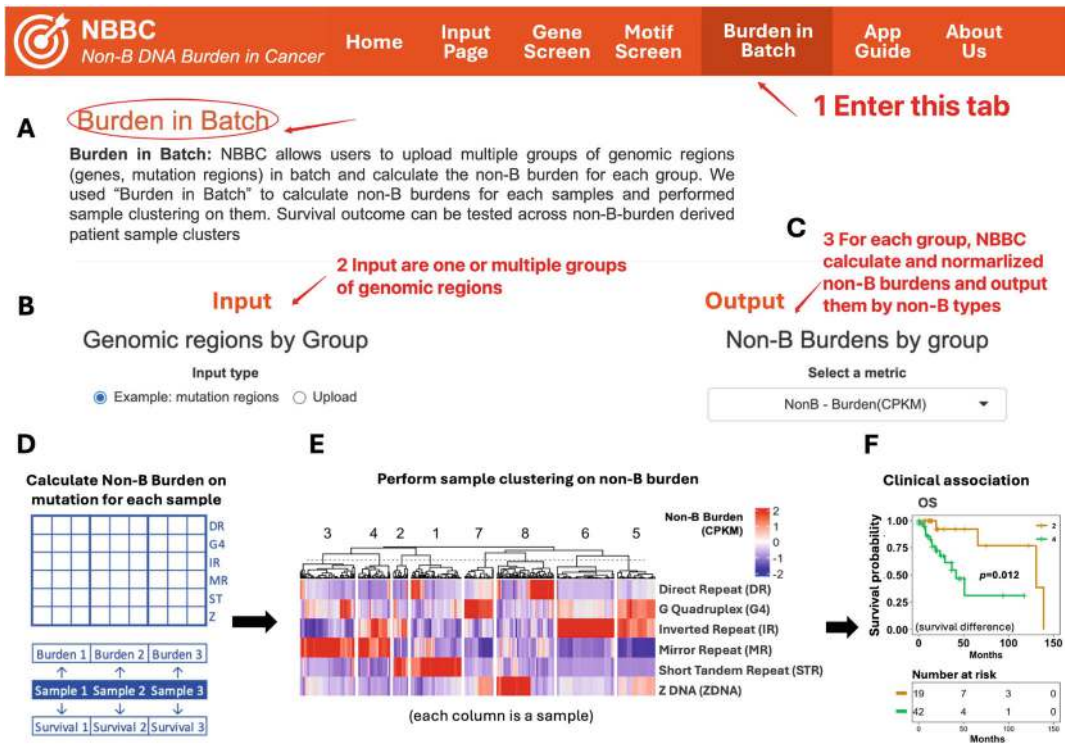 NBBC
Non-B DNA Burden in Cancer
Home
Input
Page
Gene
Screen
Motif
Screen
Burden in
Batch
App
Guide
About
Us
1 Enter this tab
A
Burden in Batch
Burden in Batch: NBBC allows users to upload multiple groups of genomic regions
(genes, mutation regions) in batch and calculate the non-B burden for each group. We
used “Burden in Batch” to calculate non-B burdens for each samples and performed
sample clustering on them. Survival outcome can be tested across non-B-burden derived
patient sample clusters
C
3 For each group, NBBC
calculate and normarlized
non-B burdens and output
them by non-B types
2 Input are one or multiple groups
of genomic regions
B
Input
Genomic regions by Group
Input type
Example: mutation regions
Upload
Output
Non-B Burdens by group
Select a metric
NonB - Burden(CPKM)
D
Calculate Non-B Burden on
mutation for each sample
DR
G4
IR
MR
ST
Z
Burden 1 Burden 2 Burden 3
Sample 1 Sample 2 Sample 3
Survival 1 Survival 2 Survival 3
E
Perform sample clustering on non-B burden
Non-B Burden
(CPKM)
2
1
0
-1
-2
3 4 2 1 7 8 6 5
Direct Repeat (DR)
G Quadruplex (G4)
Inverted Repeat (IR)
Mirror Repeat (MR)
Short Tandem Repeat (STR)
Z DNA (ZDNA)
(each column is a sample)
F
Clinical association
OS
2
4
Survival probability
1.00
0.75
0.50
0.25
0.00
p=0.012
(survival difference)
0 50 100 150
Months
Number at risk
19 7 3 0
42 4 1 0
0 50 100 150
Months